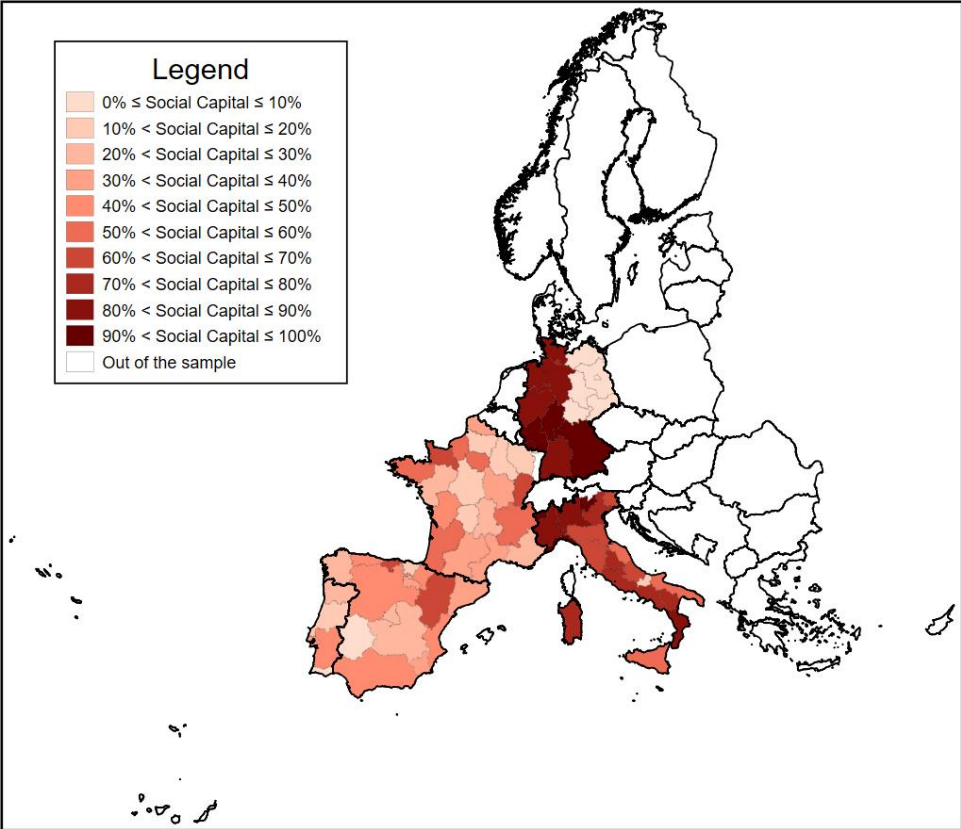 Legend
0% ≤ Social Capital ≤ 10%
10% < Social Capital ≤ 20%
20% < Social Capital ≤ 30%
30% < Social Capital ≤ 40%
40% < Social Capital ≤ 50%
50% < Social Capital ≤ 60%
60% < Social Capital ≤ 70%
70% < Social Capital ≤ 80%
80% < Social Capital ≤ 90%
90% < Social Capital ≤ 100%
Out of the sample